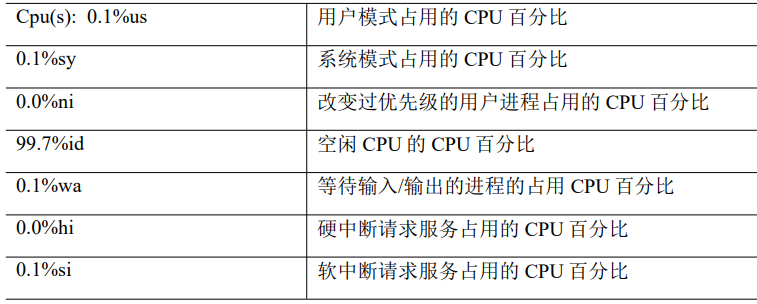 Cpu(s): 0.1%us 用户模式占用的 CPU 百分比
0.1%sy 系统模式占用的 CPU 百分比
0.0%ni 改变过优先级的用户进程占用的 CPU 百分比
99.7%id 空闲 CPU 的 CPU 百分比
0.1%wa 等待输入/输出的进程的占用 CPU 百分比
0.0%hi 硬中断请求服务占用的 CPU 百分比
0.1%si 软中断请求服务占用的 CPU 百分比